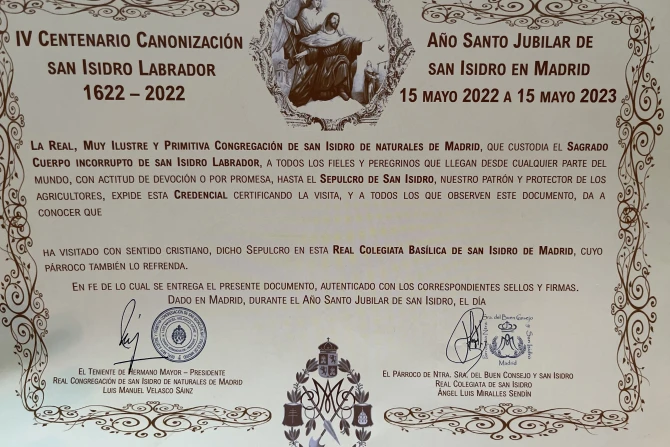 IV Centenario Canonización
San Isidro Labrador
1622 – 2022
Año Santo Jubilar de
San Isidro en Madrid
15 mayo 2022 a 15 mayo 2023
La Real, Muy Ilustre y Primitiva Congregación de san Isidro de naturales de Madrid, que custodia el Sagrado
Cuerpo incorrupto de san Isidro Labrador, a todos los fieles y peregrinos que llegan desde cualquier parte del
mundo, con actitud de devoción o por promesa, hasta el Sepulcro de San Isidro, nuestro patrón y protector de los
agricultores, expide esta Credencial certificando la visita, y a todos los que observen este documento, da a
conocer que
ha visitado con sentido cristiano, dicho Sepulcro en esta Real Colegiata Basílica de san Isidro de Madrid, cuyo
párroco también lo refrenda.
En fe de lo cual se entrega el presente documento, autenticado con los correspondientes sellos y firmas.
Dado en Madrid, durante el Año Santo Jubilar de san Isidro, el día
El Teniente de Hermano Mayor – Presidente
Real Congregación de san Isidro de naturales de Madrid
Luis Manuel Velasco Sáinz
Sra. del Buen Consejo
y San Isidro
Madrid
El Párroco de Ntra. Sra. del Buen Consejo y san Isidro
Real Colegiata de san Isidro
Ángel Luis Miralles Sendín